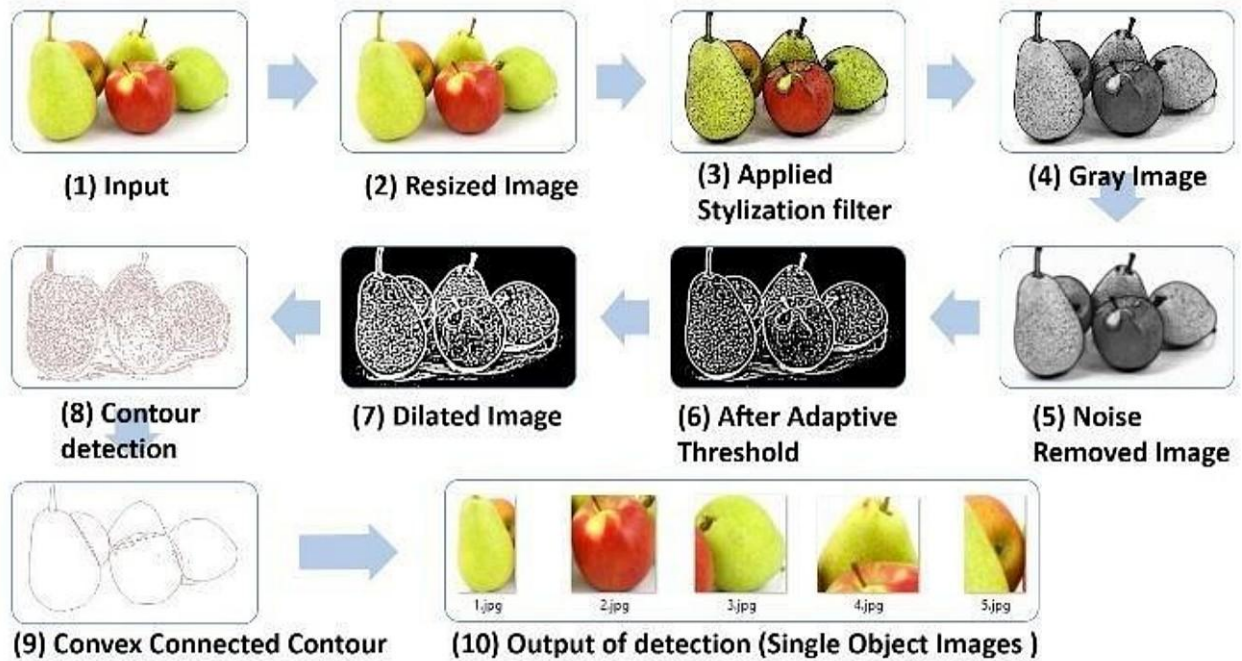 (1) Input
(2) Resized Image
(3) Applied
Stylization filter
(4) Gray Image
(8) Contour
detection
(7) Dilated Image
(6) After Adaptive
Threshold
(5) Noise
Removed Image
1.jpg
2.jpg
3.jpg
4.jpg
5.jpg
(9) Convex Connected Contour
(10) Output of detection (Single Object Images )